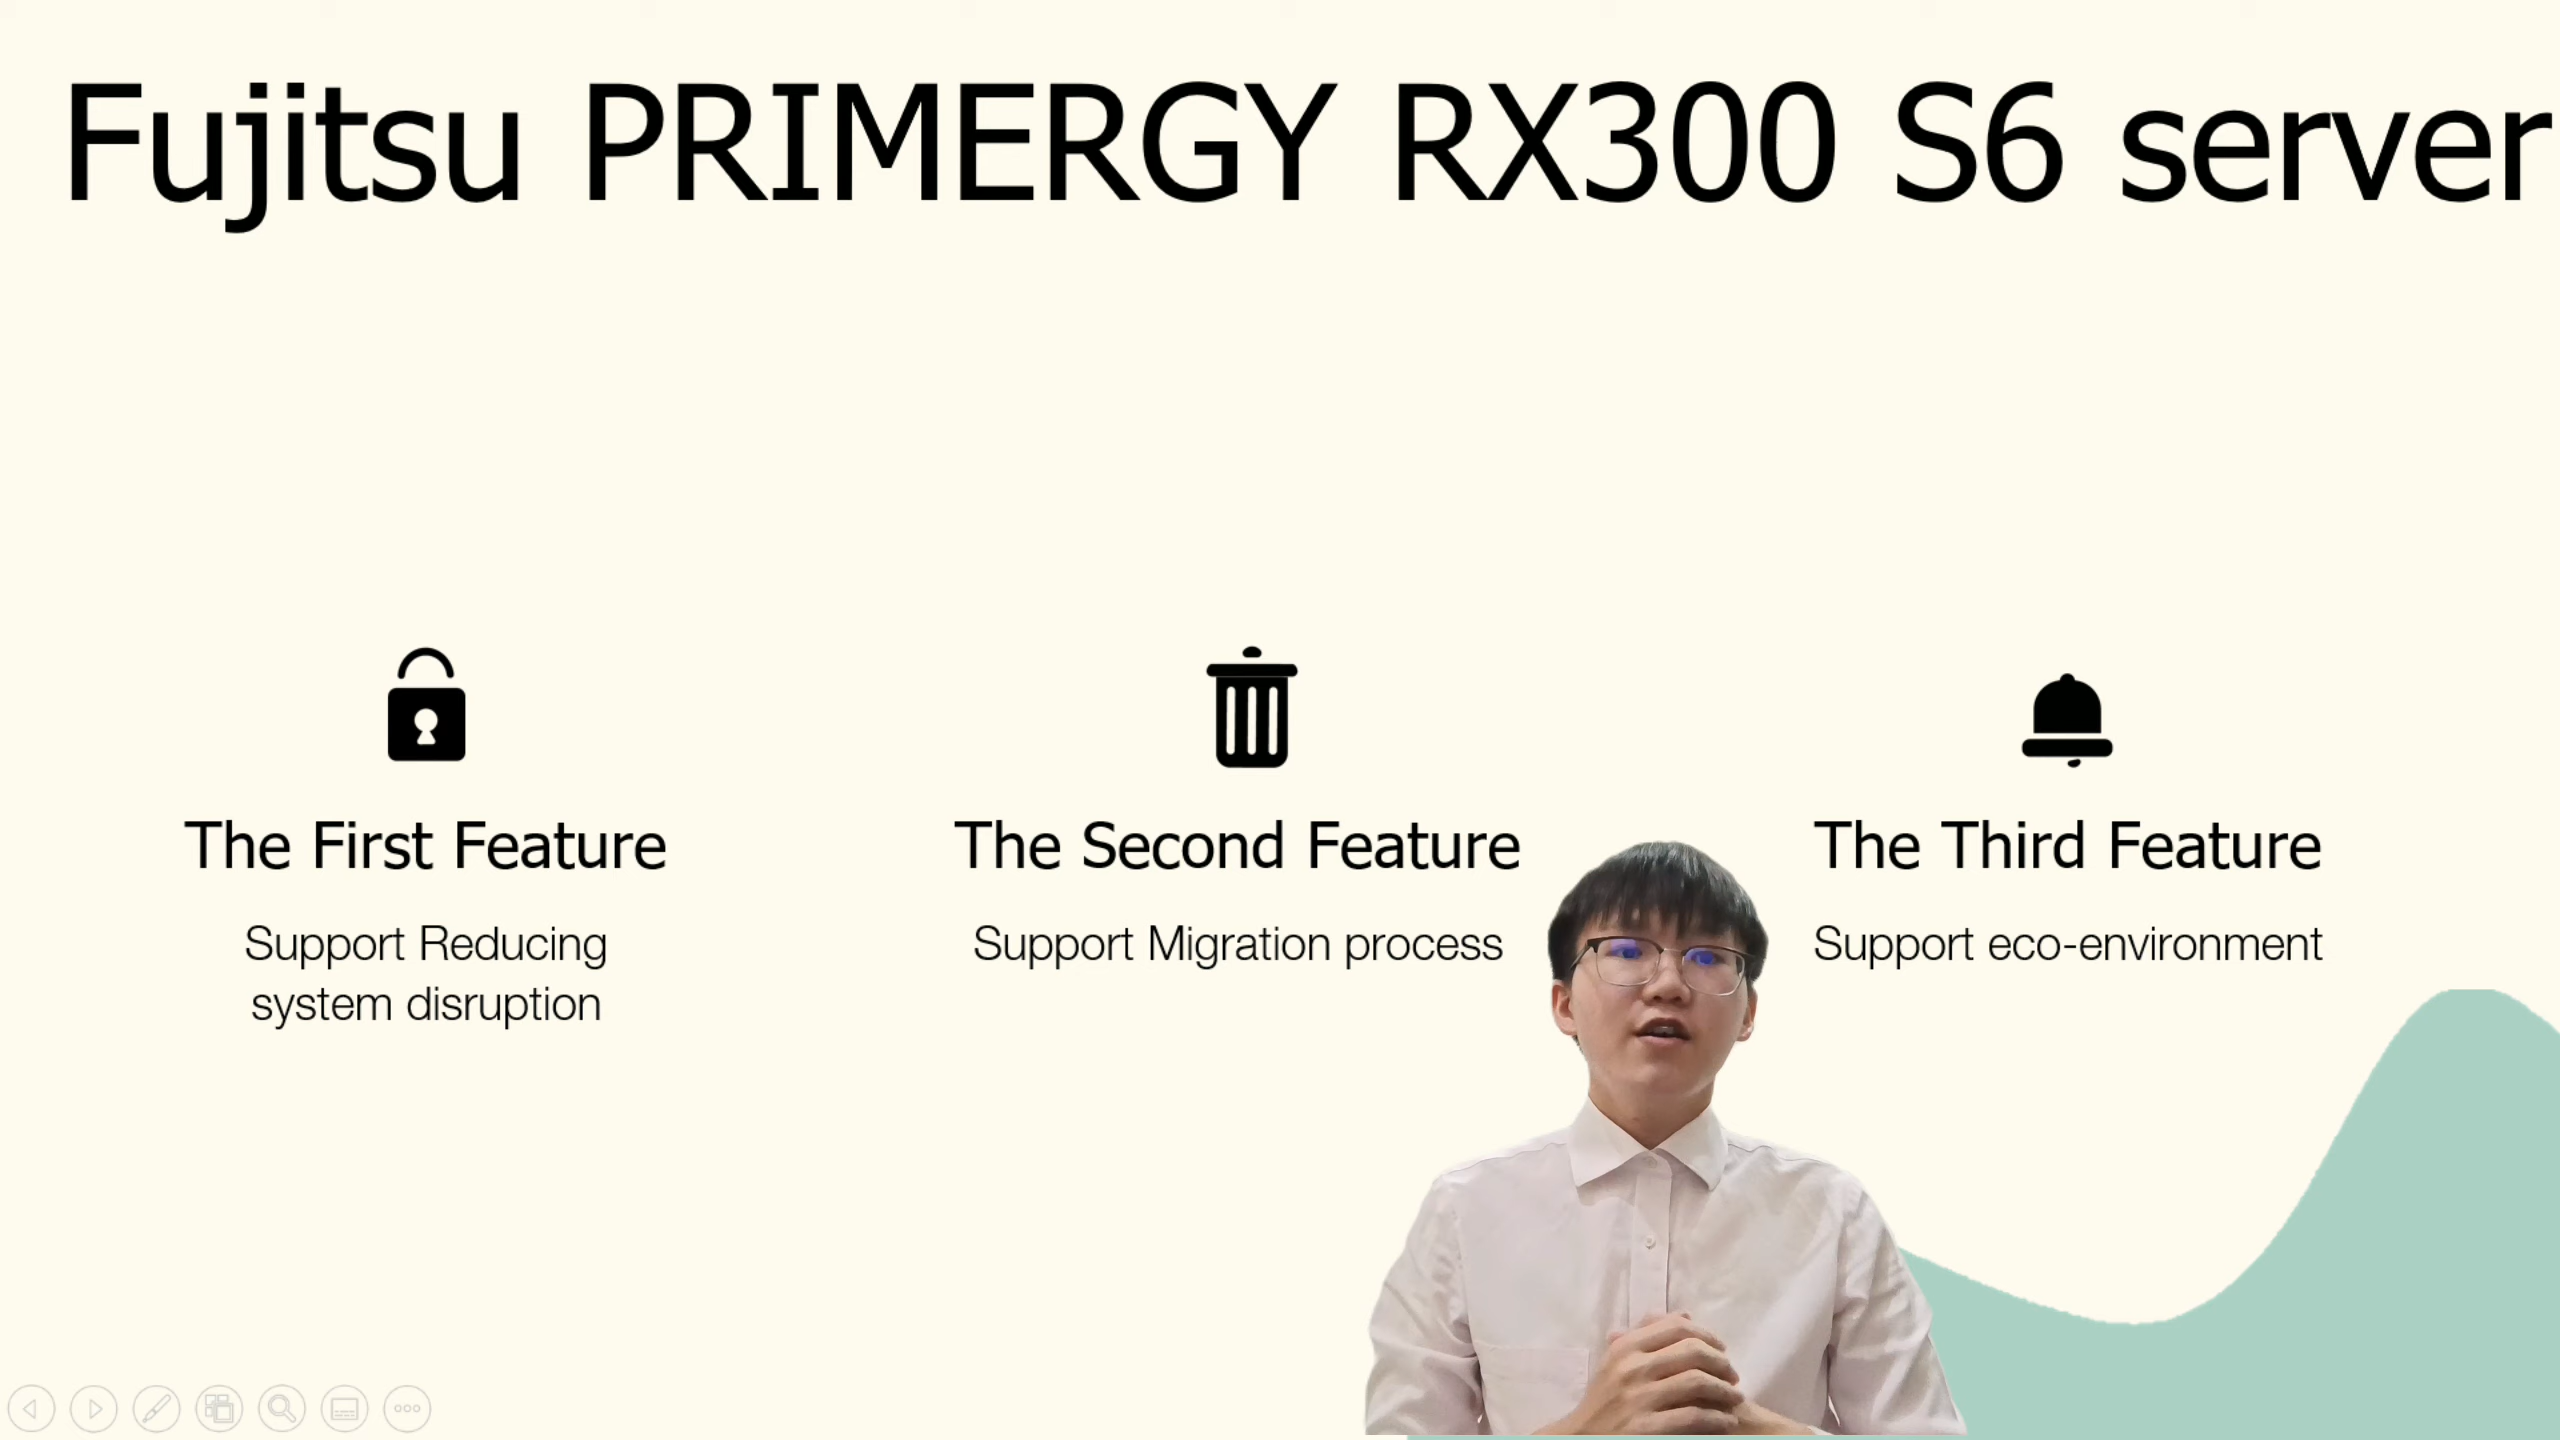 Fujitsu PRIMERGY RX300 S6 server
The First Feature
Support Reducing
system disruption
The Second Feature
Support Migration process
The Third Feature
Support eco-environment